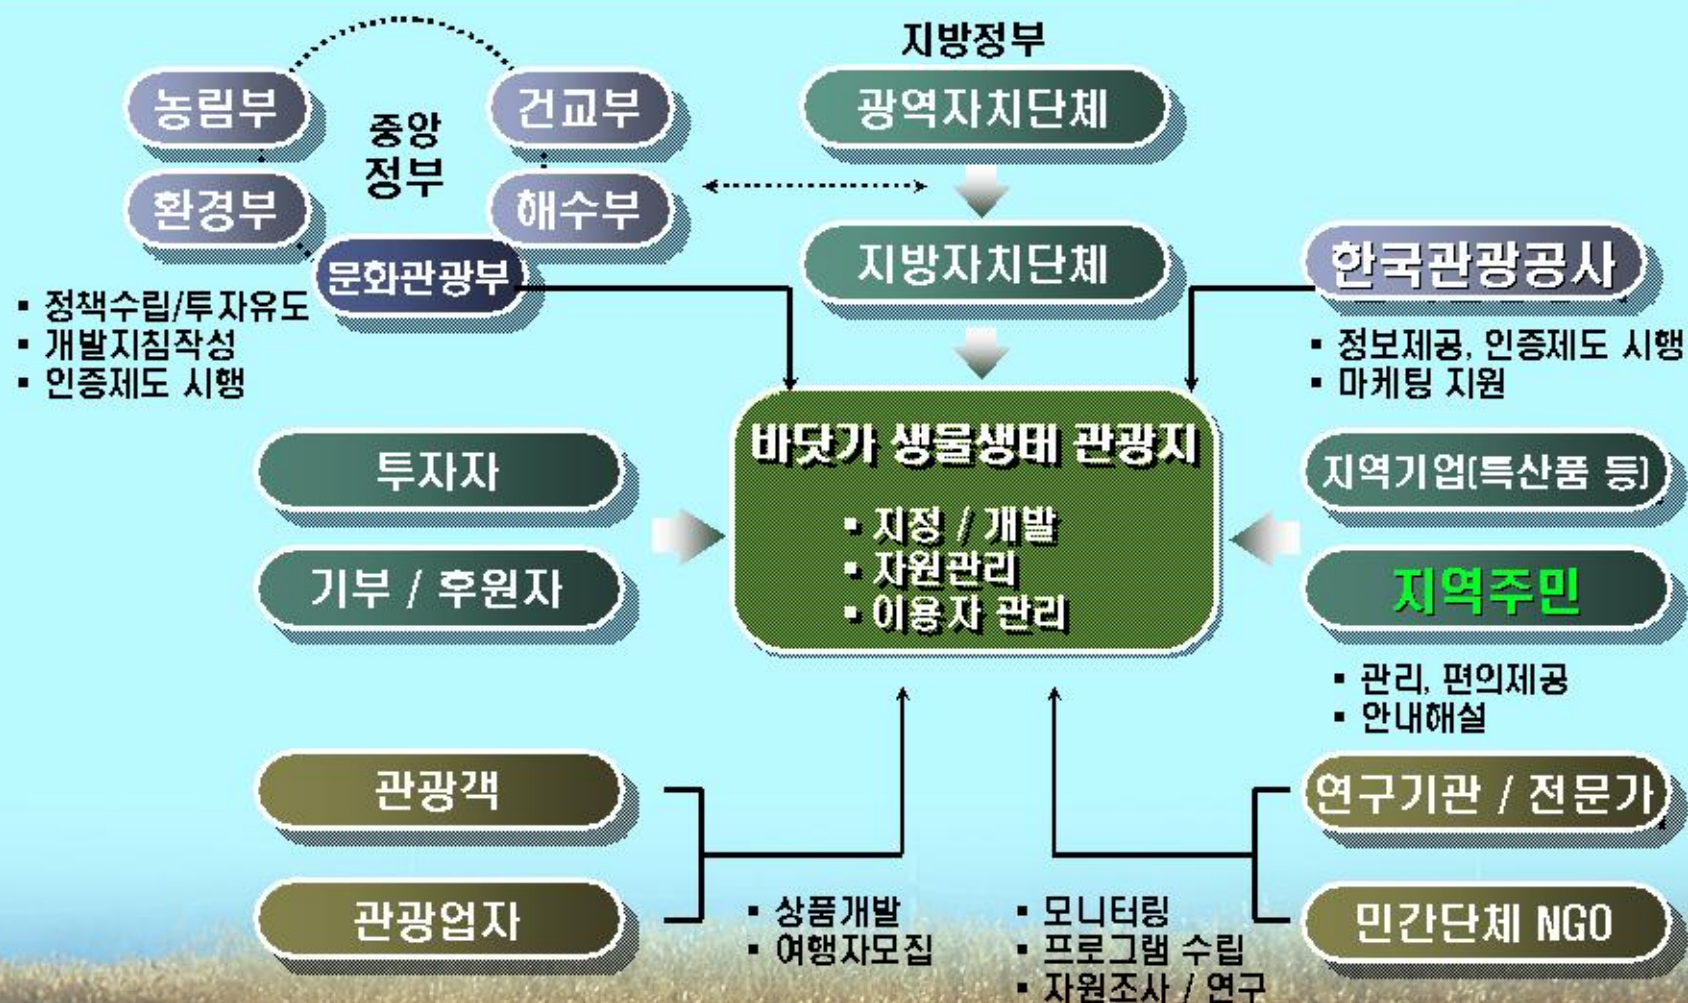 지방정부
농림부
건교부
광역자치단체
중앙
정부
환경부
해수부
문화관광부
지방자치단체
한국관광공사
▪ 정책수립/투자유도
▪ 개발지침작성
▪ 인증제도 시행
▪ 정보제공, 인증제도 시행
▪ 마케팅 지원
바닷가 생물생태 관광지
▪ 지정 / 개발
▪ 자원관리
▪ 이용자 관리
투자자
기부 / 후원자
지역기업(특산품 등)
지역주민
▪ 관리, 편의제공
▪ 안내해설
관광객
관광업자
▪ 상품개발
▪ 여행자모집
▪ 모니터링
▪ 프로그램 수립
▪ 자원조사 / 연구
연구기관 / 전문가
민간단체 NGO